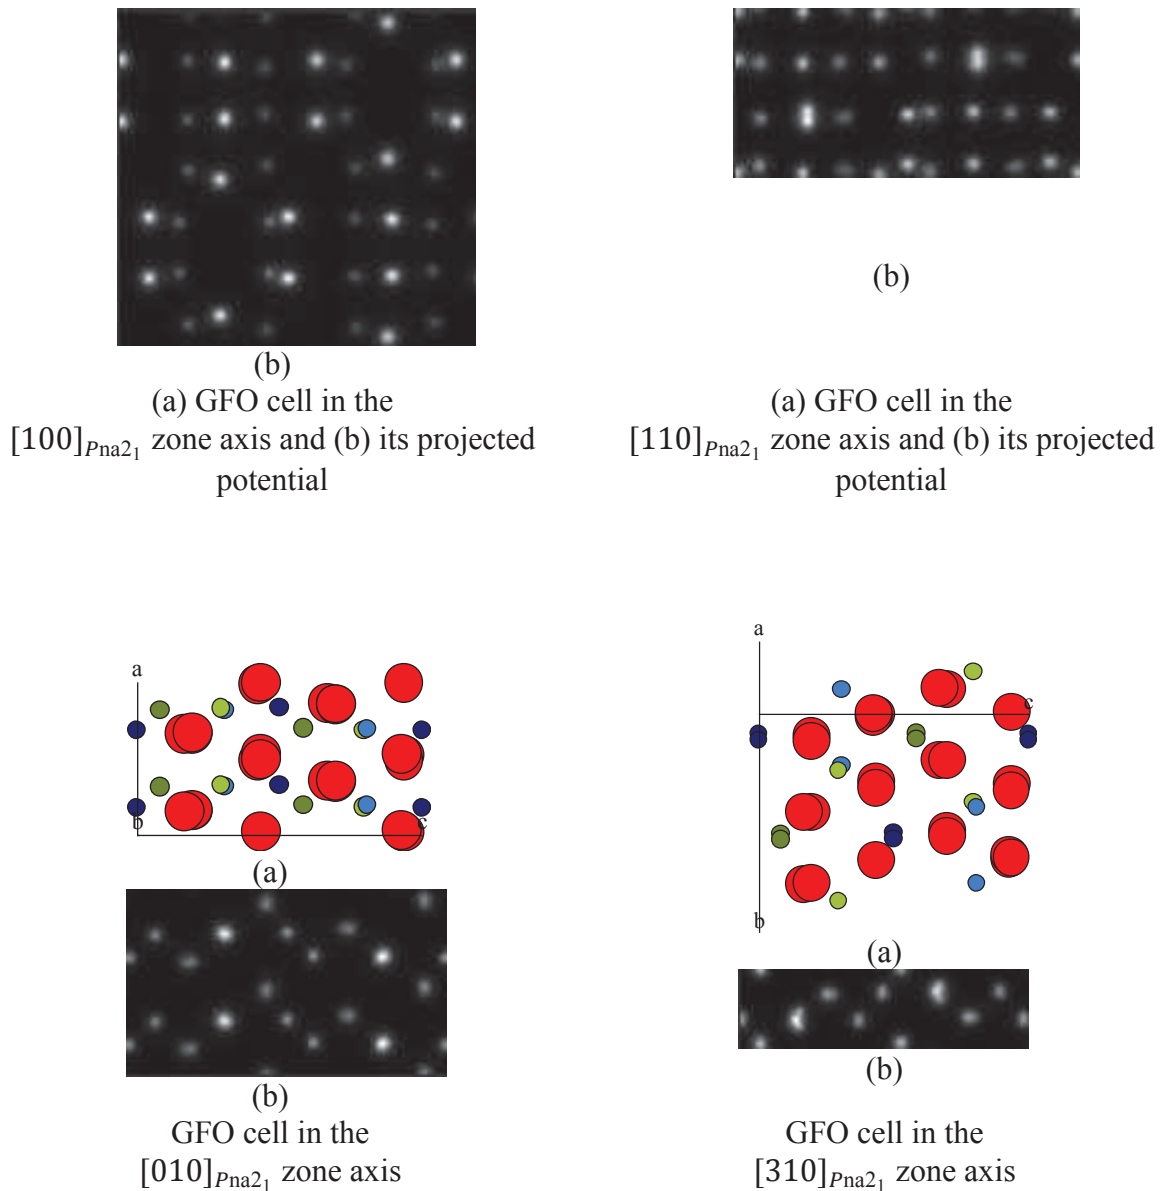 (b)
(a) GFO cell in the
[100]Pna2₁ zone axis and (b) its projected
potential
(b)
(a) GFO cell in the
[110]Pna2₁ zone axis and (b) its projected
potential
a
b
c
(a)
(b)
GFO cell in the
[010]Pna2₁ zone axis
a
c
b
(a)
(b)
GFO cell in the
[310]Pna2₁ zone axis